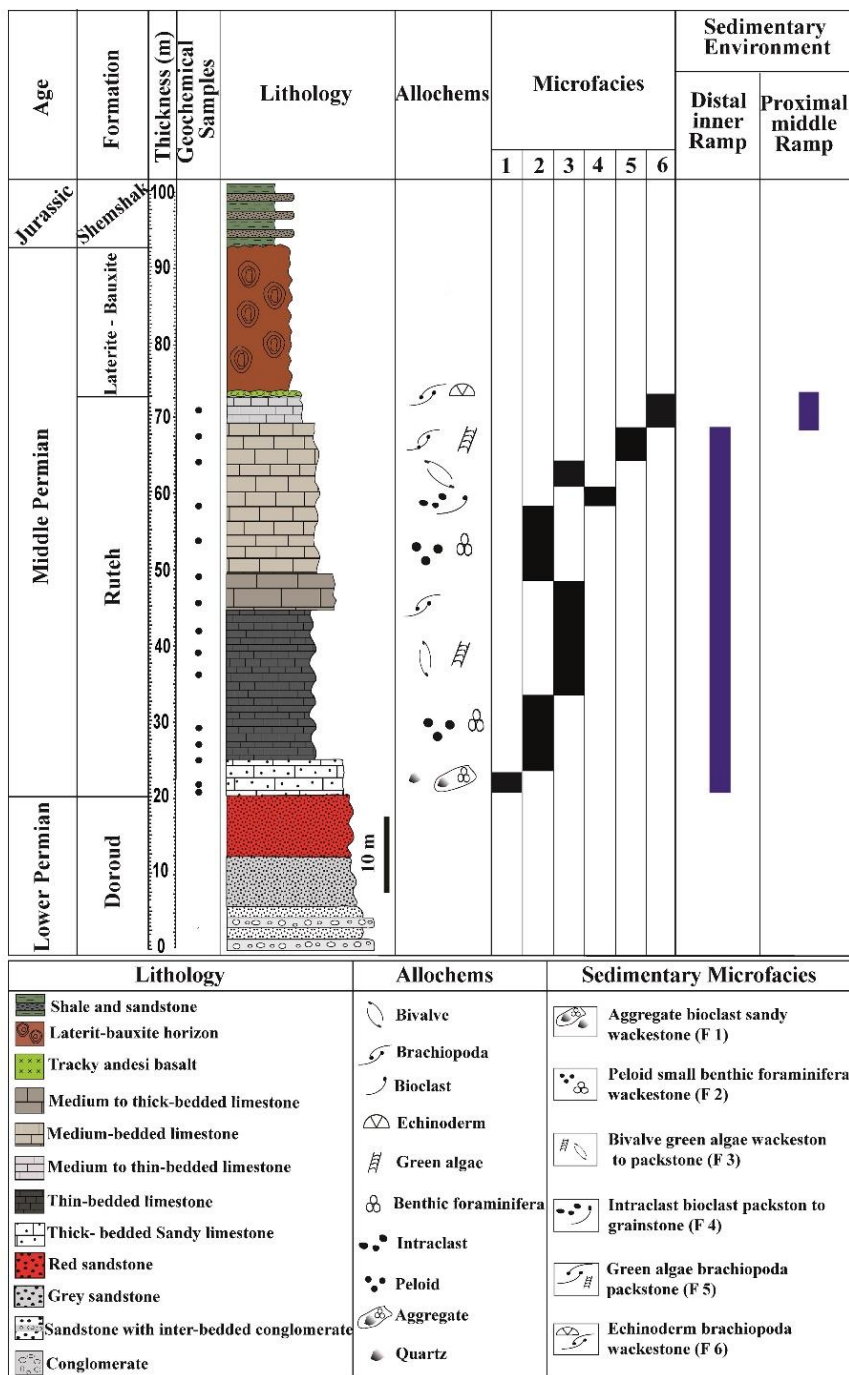 Age
Formation
Thickness (m)
Geochemical
Samples
Lithology
Allochems
Microfacies
1 2 3 4 5 6
Sedimentary
Environment
Distal
inner
Ramp
Proximal
middle
Ramp
Jurassic
Shemshak
Middle Permian
Laterite - Bauxite
Ruteh
Lower Permian
Doroud
100
90
80
70
60
50
40
30
20
10
0
10 m
Lithology
Shale and sandstone
Laterit-bauxite horizon
Tracky andesi basalt
Medium to thick-bedded limestone
Medium-bedded limestone
Medium to thin-bedded limestone
Thin-bedded limestone
Thick- bedded Sandy limestone
Red sandstone
Grey sandstone
Sandstone with inter-bedded conglomerate
Conglomerate
Allochems
Bivalve
Brachiopoda
Bioclast
Echinoderm
Green algae
Benthic foraminifera
Intraclast
Peloid
Aggregate
Quartz
Sedimentary Microfacies
Aggregate bioclast sandy
wackestone (F 1)
Peloid small benthic foraminifera
wackestone (F 2)
Bivalve green algae wackeston
to packstone (F 3)
Intraclast bioclast packston to
grainstone (F 4)
Green algae brachiopoda
packstone (F 5)
Echinoderm brachiopoda
wackestone (F 6)